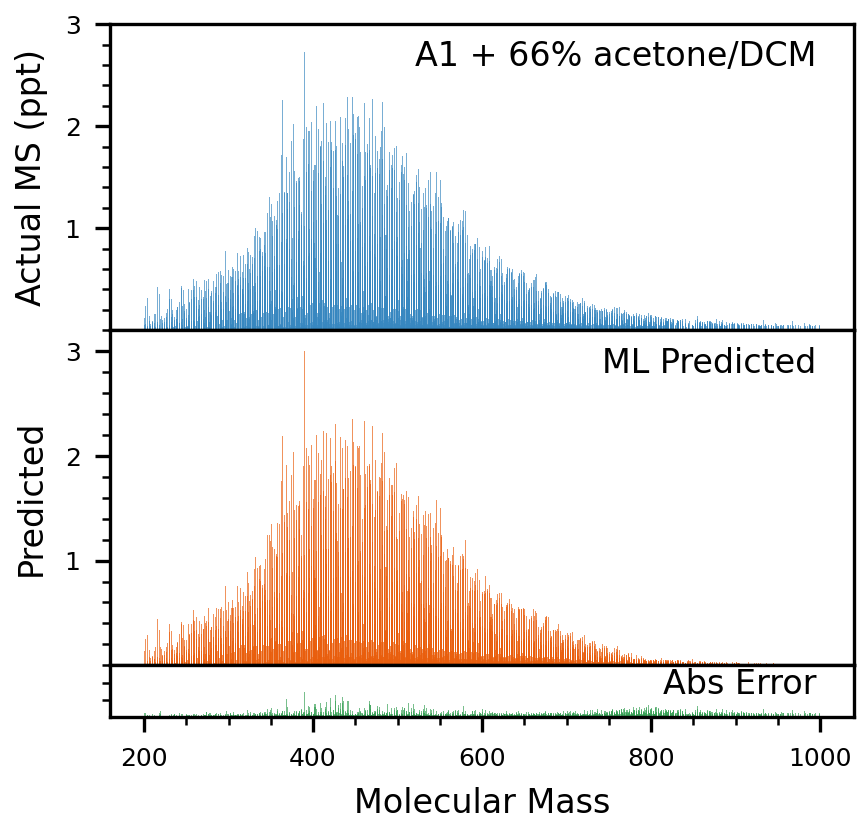 A1 + 66% acetone/DCM
Actual MS (ppt)
3
2
1
ML Predicted
Predicted
3
2
1
Abs Error
200 400 600 800 1000
Molecular Mass